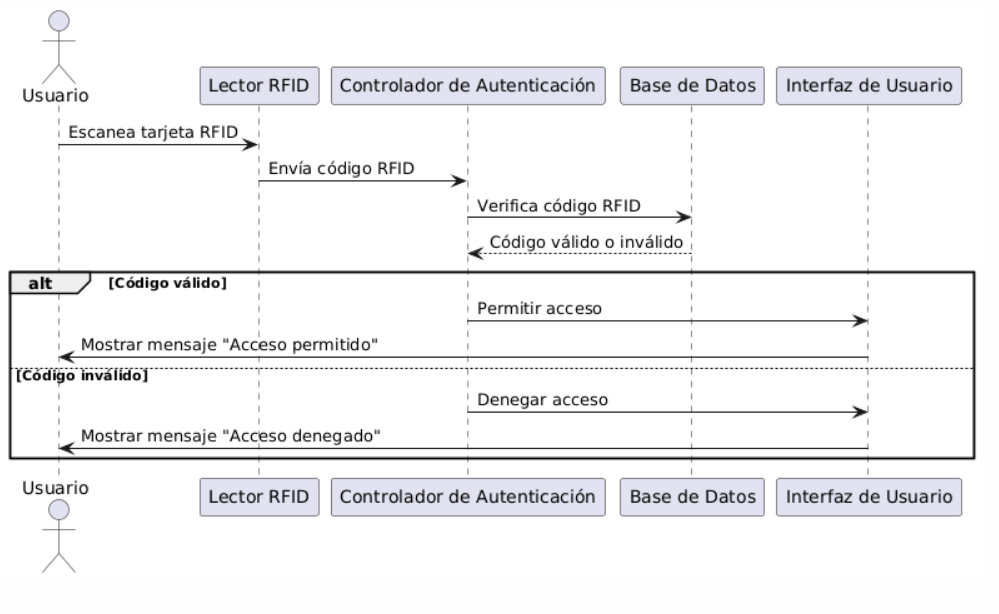 Usuario
Lector RFID
Controlador de Autenticación
Base de Datos
Interfaz de Usuario
Escanea tarjeta RFID
Envía código RFID
Verifica código RFID
Código válido o inválido
alt
[Código válido]
Permitir acceso
Mostrar mensaje "Acceso permitido"
[Código inválido]
Denegar acceso
Mostrar mensaje "Acceso denegado"
Usuario
Lector RFID
Controlador de Autenticación
Base de Datos
Interfaz de Usuario